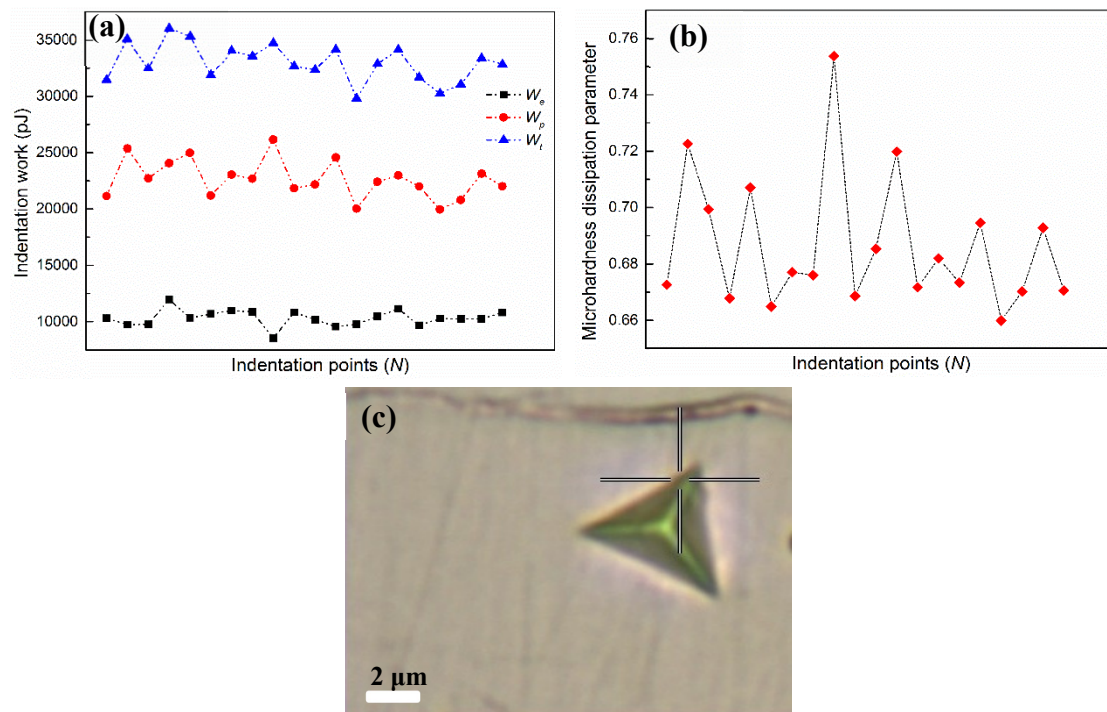 (a)
35000
30000
25000
20000
15000
10000
Indentation work (pJ)
We
Wp
Wt
Indentation points (N)
(b)
0.76
0.74
0.72
0.70
0.68
0.66
Microhardness dissipation parameter
Indentation points (N)
(c)
2 μm